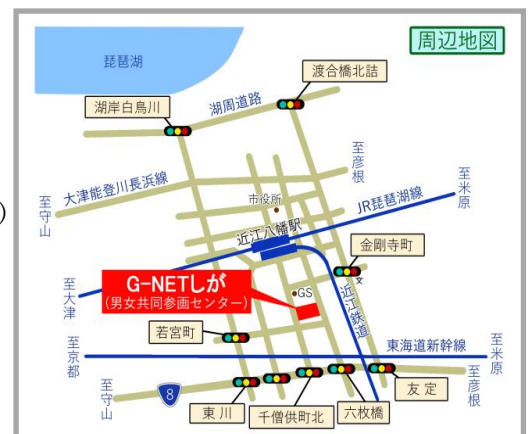 周辺地図
琵琶湖
渡合橋北詰
湖岸白鳥川
湖周道路
至彦根
至米原
大津能登川長浜線
至守山
市役所
JR琵琶湖線
近江八幡駅
金剛寺町
文
G-NETしが
(男女共同参画センター)
GS
近江鉄道
至大津
若宮町
東海道新幹線
至京都
至米原
友定
至彦根
8
至守山
東川
千僧供町北
六枚橋
)